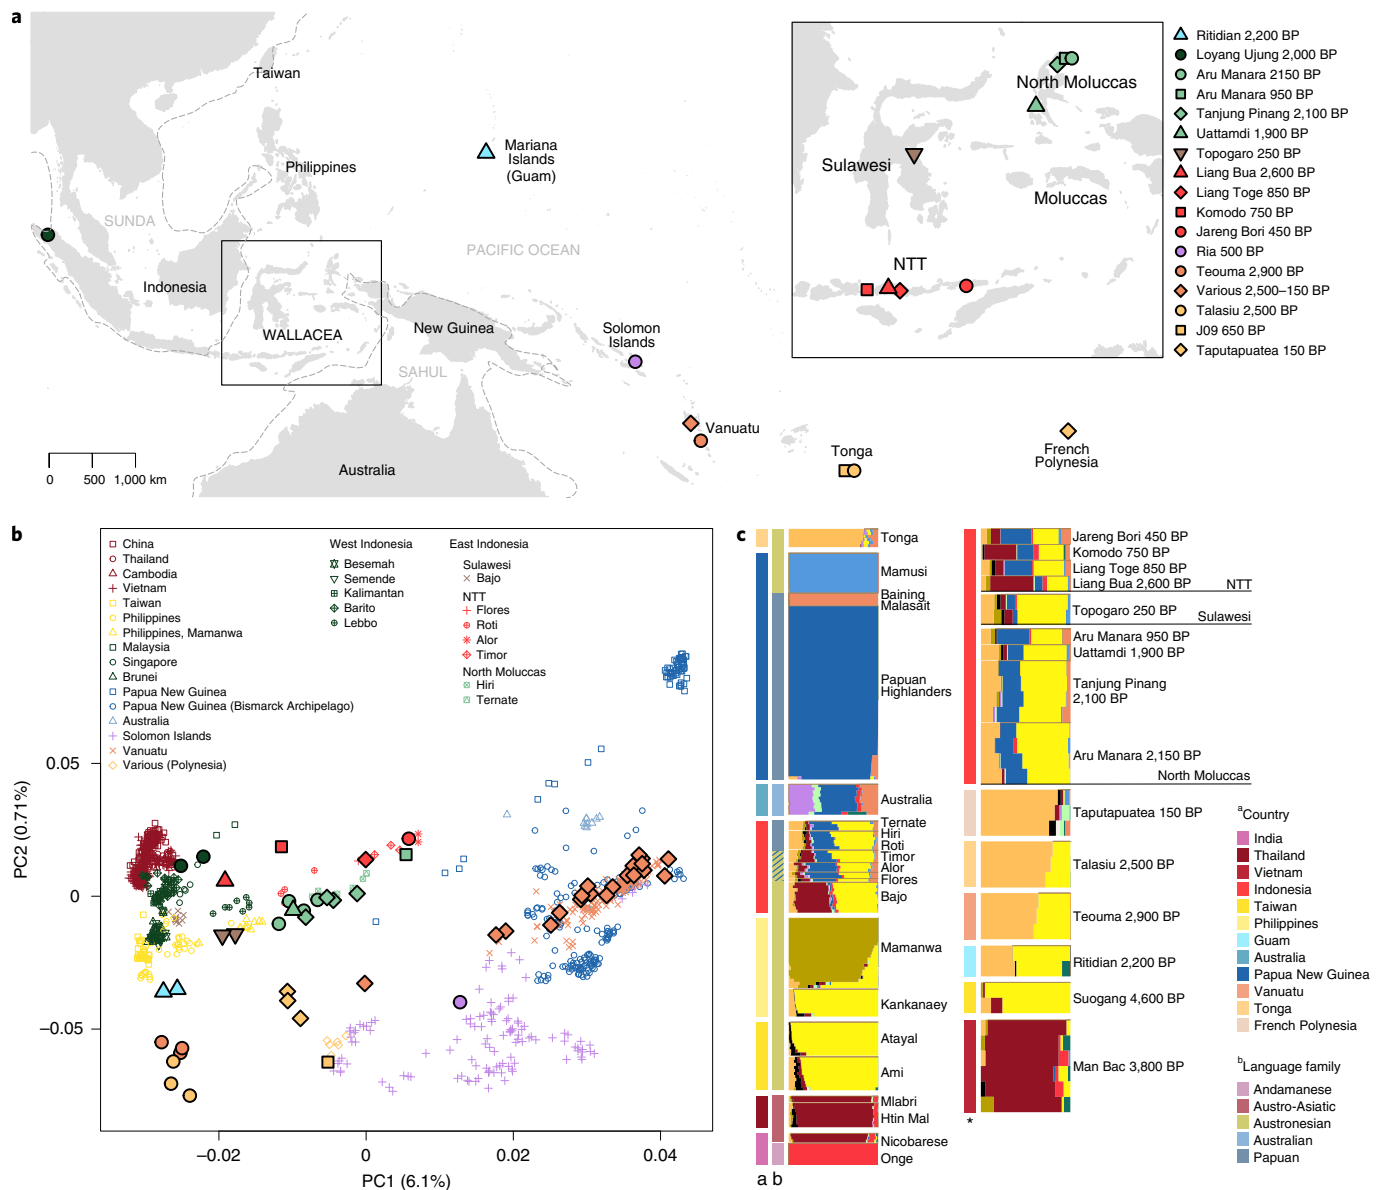 a
Taiwan
Philippines
Mariana
Islands
(Guam)
SUNDA
PACIFIC OCEAN
Indonesia
WALLACEA
New Guinea
SAHUL
Solomon
Islands
Vanuatu
Tonga
French
Polynesia
Australia
0 500 1,000 km
North Moluccas
Sulawesi
Moluccas
NTT
Ritidian 2,200 BP
Loyang Ujung 2,000 BP
Aru Manara 2150 BP
Aru Manara 950 BP
Tanjung Pinang 2,100 BP
Uattamdi 1,900 BP
Topogaro 250 BP
Liang Bua 2,600 BP
Liang Toge 850 BP
Komodo 750 BP
Jareng Bori 450 BP
Ria 500 BP
Teouma 2,900 BP
Various 2,500–150 BP
Talasiu 2,500 BP
J09 650 BP
Taputapuatea 150 BP
b
China
Thailand
Cambodia
Vietnam
Taiwan
Philippines
Philippines, Mamanwa
Malaysia
Singapore
Brunei
Papua New Guinea
Papua New Guinea (Bismarck Archipelago)
Australia
Solomon Islands
Vanuatu
Various (Polynesia)
West Indonesia
Besemah
Semende
Kalimantan
Barito
Lebbo
East Indonesia
Sulawesi
Bajo
NTT
Flores
Roti
Alor
Timor
North Moluccas
Hiri
Ternate
PC2 (0.71%)
0.05
0
−0.05
−0.02 0 0.02 0.04
PC1 (6.1%)
c
Tonga
Mamusi
Baining
Malasait
Papuan
Highlanders
Australia
Ternate
Hiri
Roti
Timor
Alor
Flores
Bajo
Mamanwa
Kankanaey
Atayal
Ami
Mlabri
Htin Mal
Nicobarese
Onge
a b
Jareng Bori 450 BP
Komodo 750 BP
Liang Toge 850 BP
Liang Bua 2,600 BP
NTT
Topogaro 250 BP
Sulawesi
Aru Manara 950 BP
Uattamdi 1,900 BP
Tanjung Pinang
2,100 BP
Aru Manara 2,150 BP
North Moluccas
Taputapuatea 150 BP
Talasiu 2,500 BP
Teouma 2,900 BP
Ritidian 2,200 BP
Suogang 4,600 BP
Man Bac 3,800 BP
*
aCountry
India
Thailand
Vietnam
Indonesia
Taiwan
Philippines
Guam
Australia
Papua New Guinea
Vanuatu
Tonga
French Polynesia
bLanguage family
Andamanese
Austro-Asiatic
Austronesian
Australian
Papuan